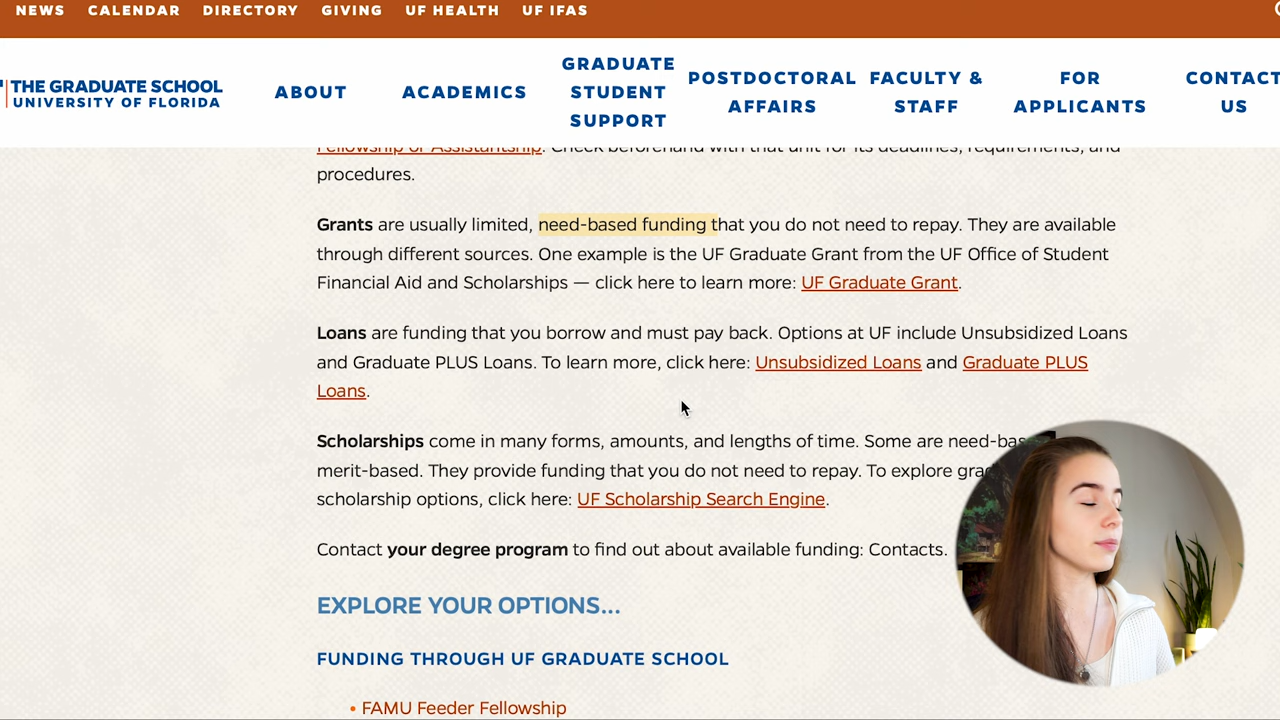 NEWS CALENDAR DIRECTORY GIVING UF HEALTH UF IFAS
THE GRADUATE SCHOOL
UNIVERSITY OF FLORIDA
ABOUT
ACADEMICS
GRADUATE
STUDENT
SUPPORT
POSTDOCTORAL
AFFAIRS
FACULTY &
STAFF
FOR
APPLICANTS
CONTACT
US
Fellowship or Assistantship. Check beforehand with that unit for its deadlines, requirements, and
procedures.
Grants are usually limited, need-based funding that you do not need to repay. They are available
through different sources. One example is the UF Graduate Grant from the UF Office of Student
Financial Aid and Scholarships — click here to learn more: UF Graduate Grant.
Loans are funding that you borrow and must pay back. Options at UF include Unsubsidized Loans
and Graduate PLUS Loans. To learn more, click here: Unsubsidized Loans and Graduate PLUS
Loans.
Scholarships come in many forms, amounts, and lengths of time. Some are
merit-based. They provide funding that you do not need to repay. To explore
scholarship options, click here: UF Scholarship Search Engine.
Contact your degree program to find out about available funding: Contacts.
EXPLORE YOUR OPTIONS...
FUNDING THROUGH UF GRADUATE SCHOOL
• FAMU Feeder Fellowship